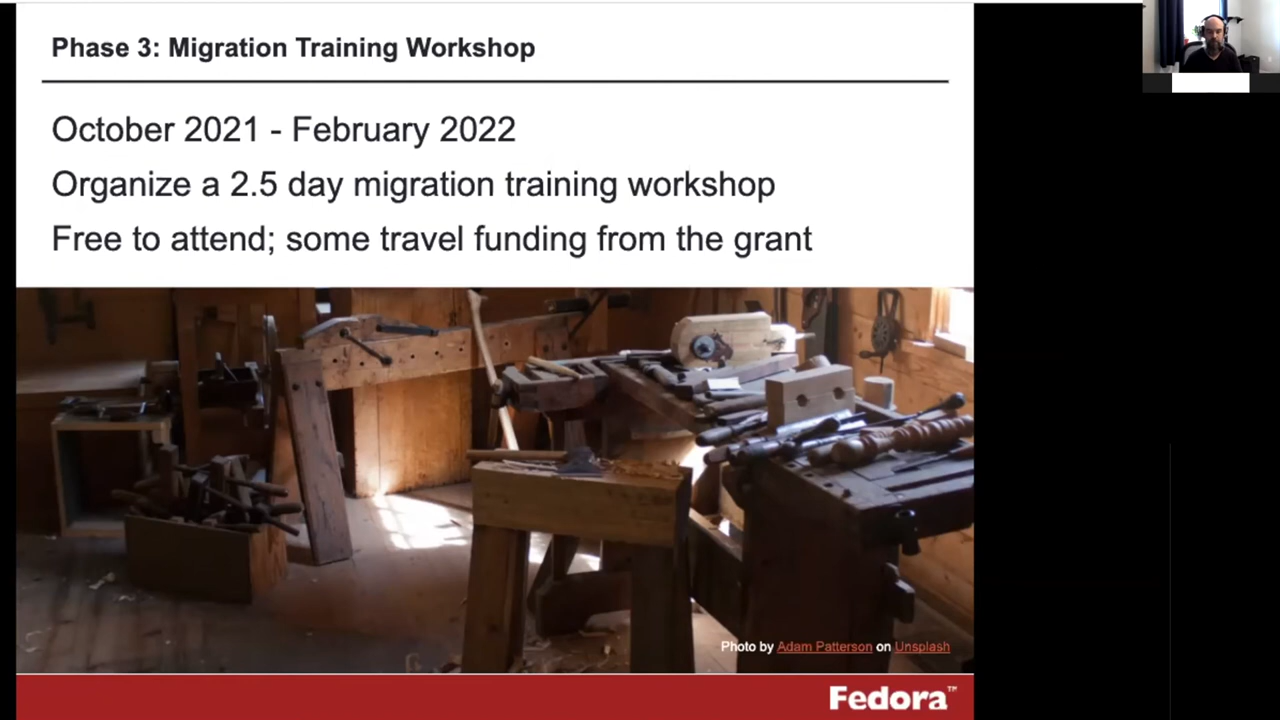 Phase 3: Migration Training Workshop
October 2021 - February 2022
Organize a 2.5 day migration training workshop
Free to attend; some travel funding from the grant
Photo by Adam Patterson on Unsplash
Fedora™